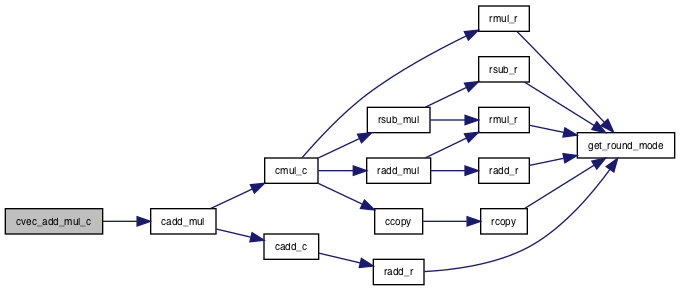 cvec_add_mul_c
cadd_mul
cmul_c
cadd_c
rmul_r
rsub_mul
radd_mul
ccopy
radd_r
rsub_r
rmul_r
radd_r
rcopy
get_round_mode